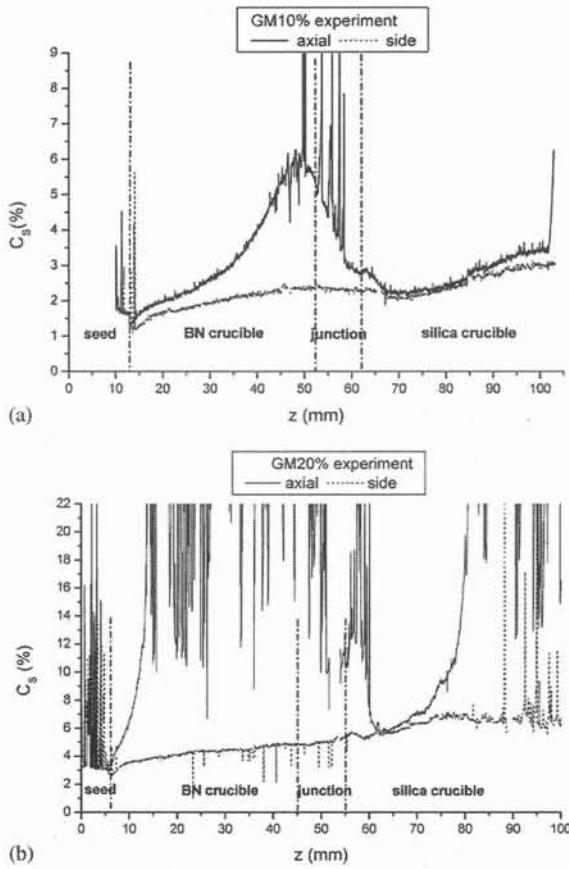 GM10% experiment
axial side
9
8
7
6
5
4
3
2
1
0
C_S(%)
seed BN crucible junction silica crucible
0 10 20 30 40 50 60 70 80 90 100
z (mm)
(a)
GM20% experiment
axial side
22
20
18
16
14
12
10
8
6
4
2
0
C_S (%)
seed BN crucible junction silica crucible
0 10 20 30 40 50 60 70 80 90 100
z (mm)
(b)